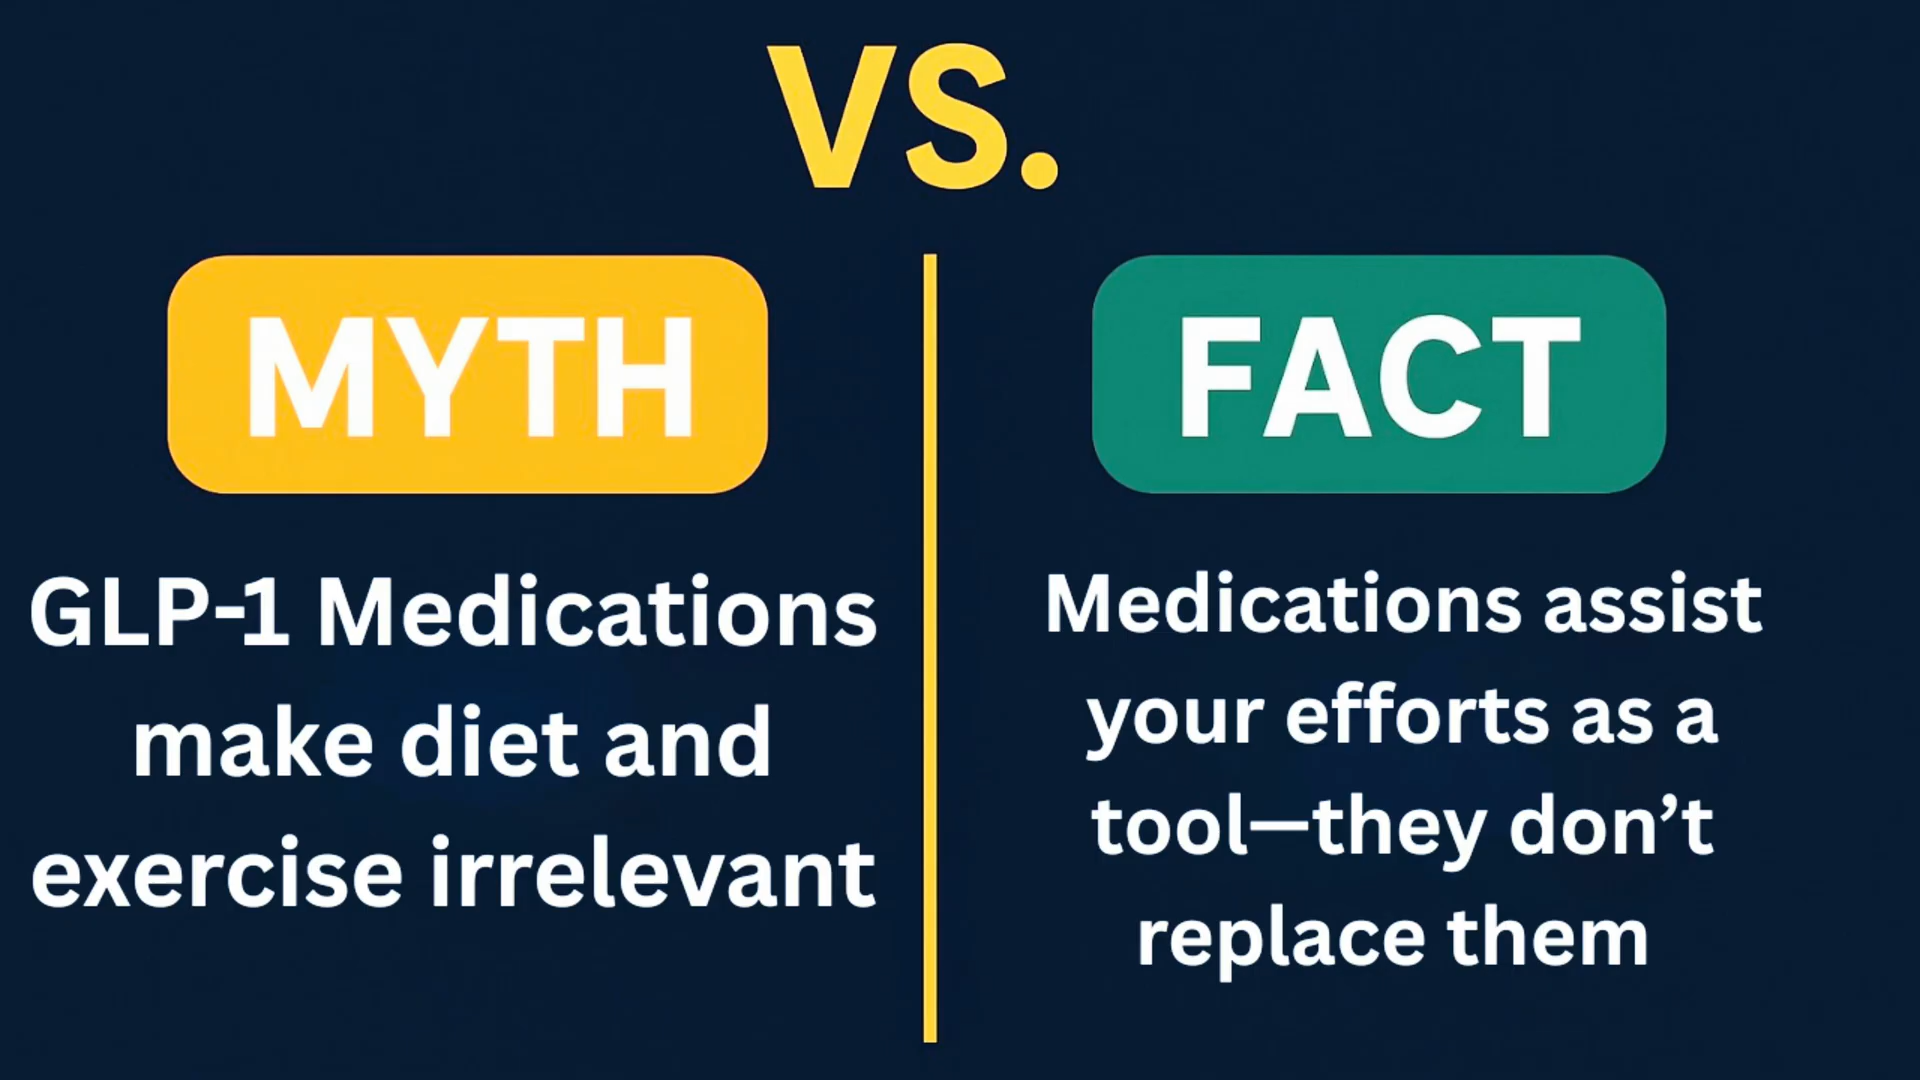 VS.
MYTH
GLP-1 Medications
make diet and
exercise irrelevant
FACT
Medications assist
your efforts as a
tool—they don’t
replace them